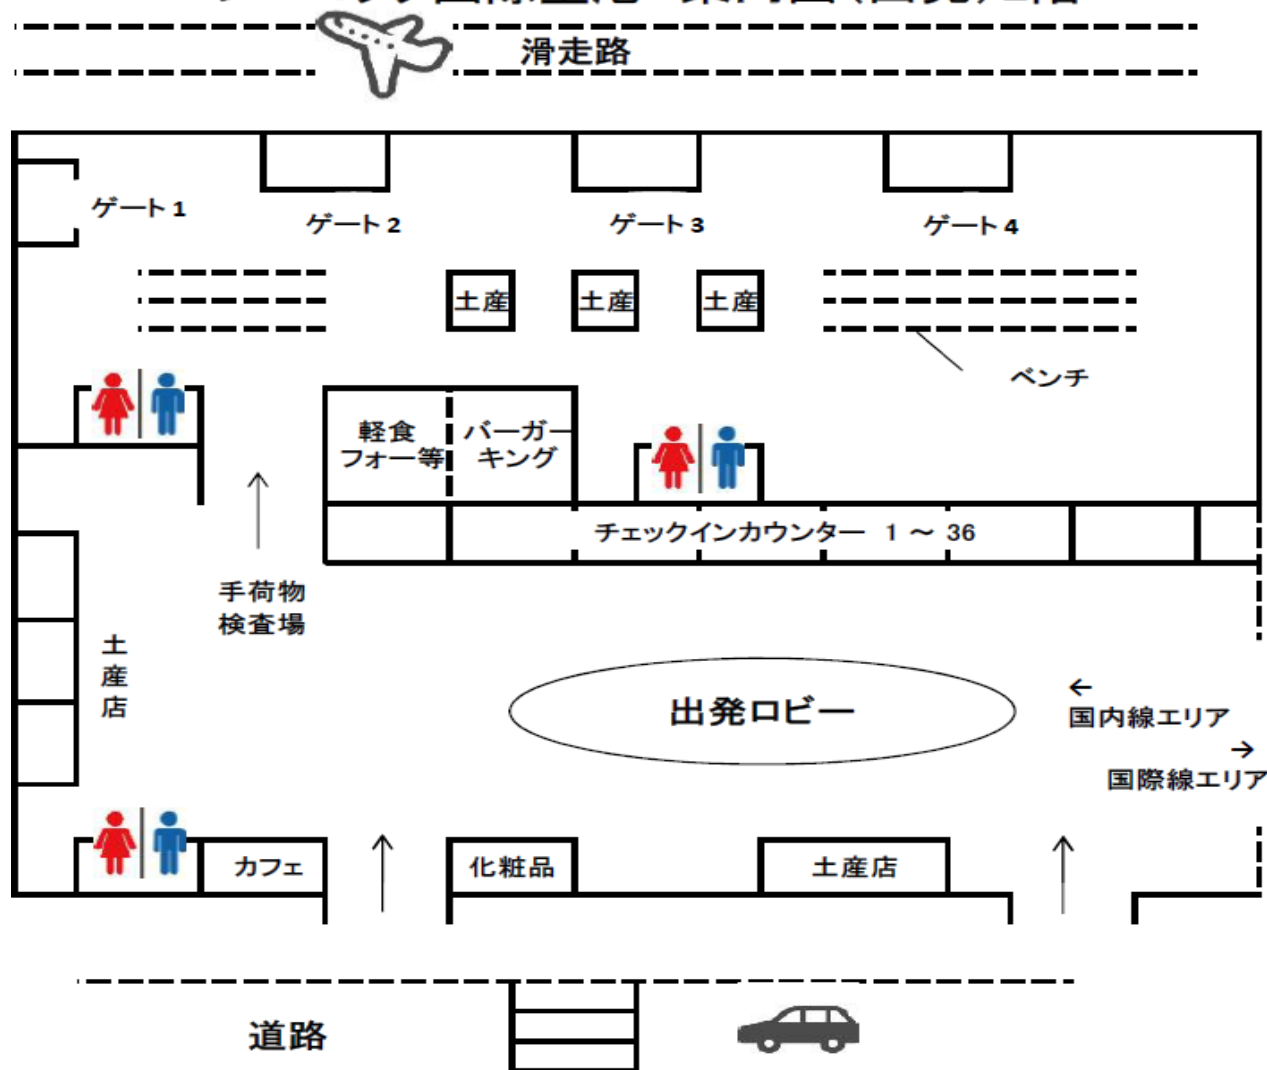 滑走路
ゲート 1
ゲート 2
ゲート 3
ゲート 4
土産
土産
土産
ベンチ
軽食
フォー等
バーガー
キング
チェックインカウンター 1 ～ 36
手荷物
検査場
土産店
出発ロビー
←
国内線エリア
→
国際線エリア
カフェ
化粧品
土産店
道路